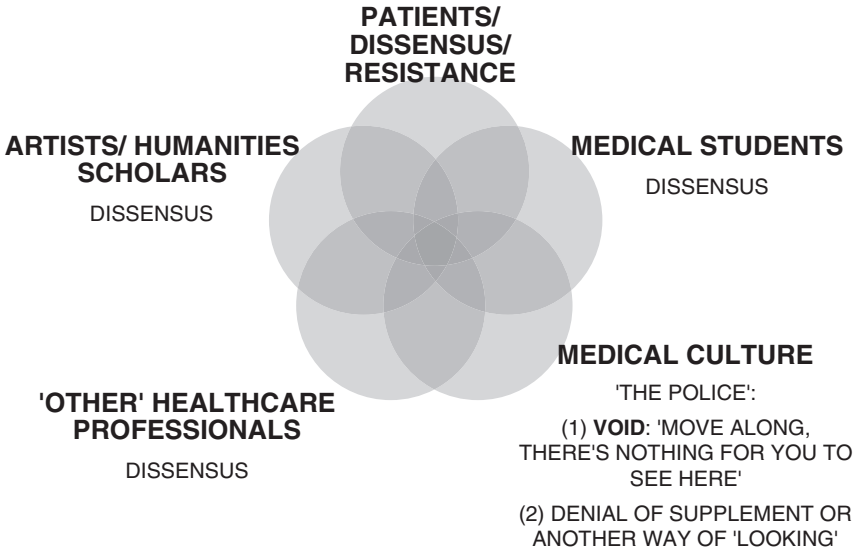 PATIENTS/
DISSENSUS/
RESISTANCE
ARTISTS/ HUMANITIES
SCHOLARS
DISSENSUS
MEDICAL STUDENTS
DISSENSUS
'OTHER' HEALTHCARE
PROFESSIONALS
DISSENSUS
MEDICAL CULTURE
'THE POLICE':
(1) VOID: 'MOVE ALONG,
THERE'S NOTHING FOR YOU TO
SEE HERE'
(2) DENIAL OF SUPPLEMENT OR
ANOTHER WAY OF 'LOOKING'